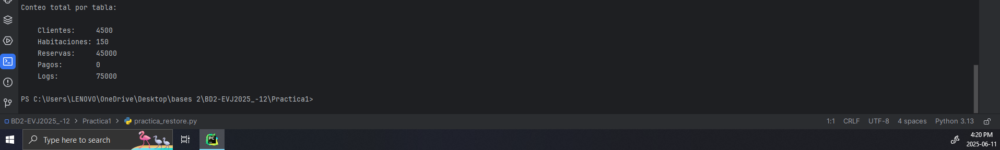 Conteo total por tabla:
Clientes: 4500
Habitaciones: 150
Reservas: 45000
Pagos: 0
Logs: 75000
PS C:\Users\LENOVO\OneDrive\Desktop\bases 2\BD2-EVJ2025_-12\Practica1>
BD2-EVJ2025_-12 > Practica1 > practica_restore.py 1:1 CRLF UTF-8 4 spaces Python 3.13
Type here to search PC 4:20 PM
2025-06-11